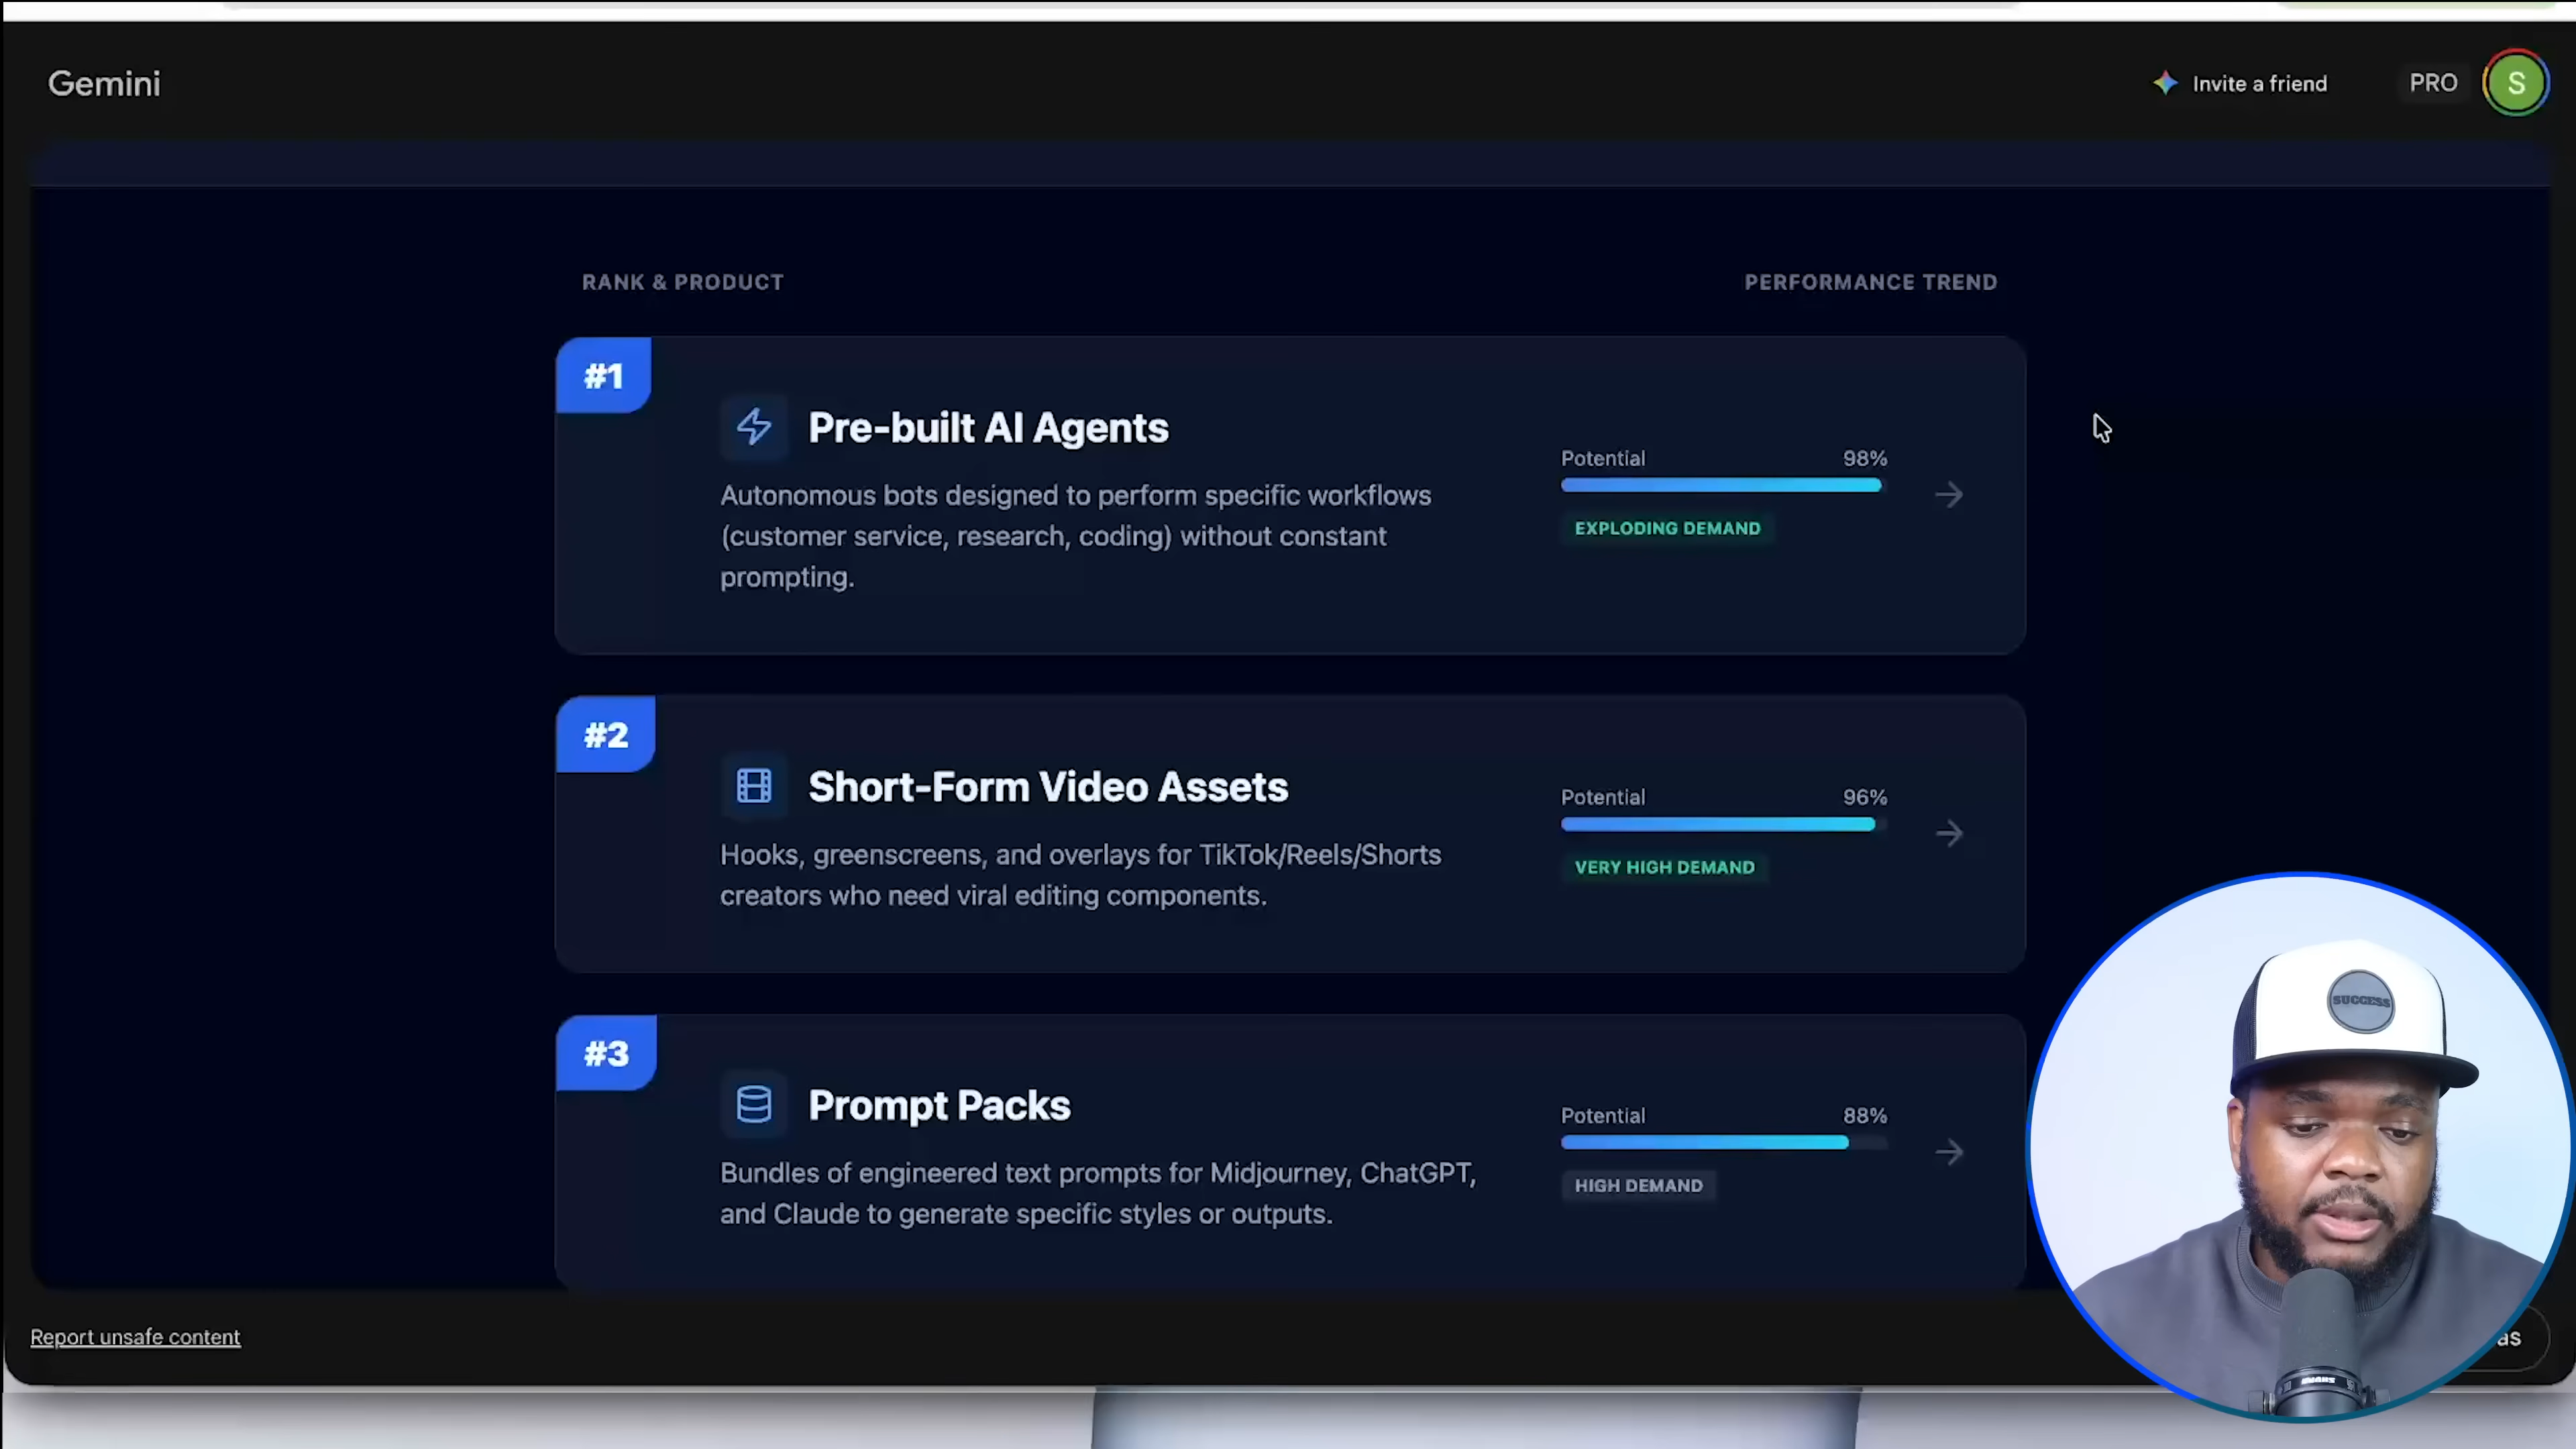 Gemini
Invite a friend
PRO
S
RANK & PRODUCT
PERFORMANCE TREND
#1
Pre-built AI Agents
Autonomous bots designed to perform specific workflows
(customer service, research, coding) without constant
prompting.
Potential 98%
EXPLODING DEMAND
#2
Short-Form Video Assets
Hooks, greenscreens, and overlays for TikTok/Reels/Shorts
creators who need viral editing components.
Potential 96%
VERY HIGH DEMAND
#3
Prompt Packs
Bundles of engineered text prompts for Midjourney, ChatGPT,
and Claude to generate specific styles or outputs.
Potential 88%
HIGH DEMAND
SUCCESS
Report unsafe content
as